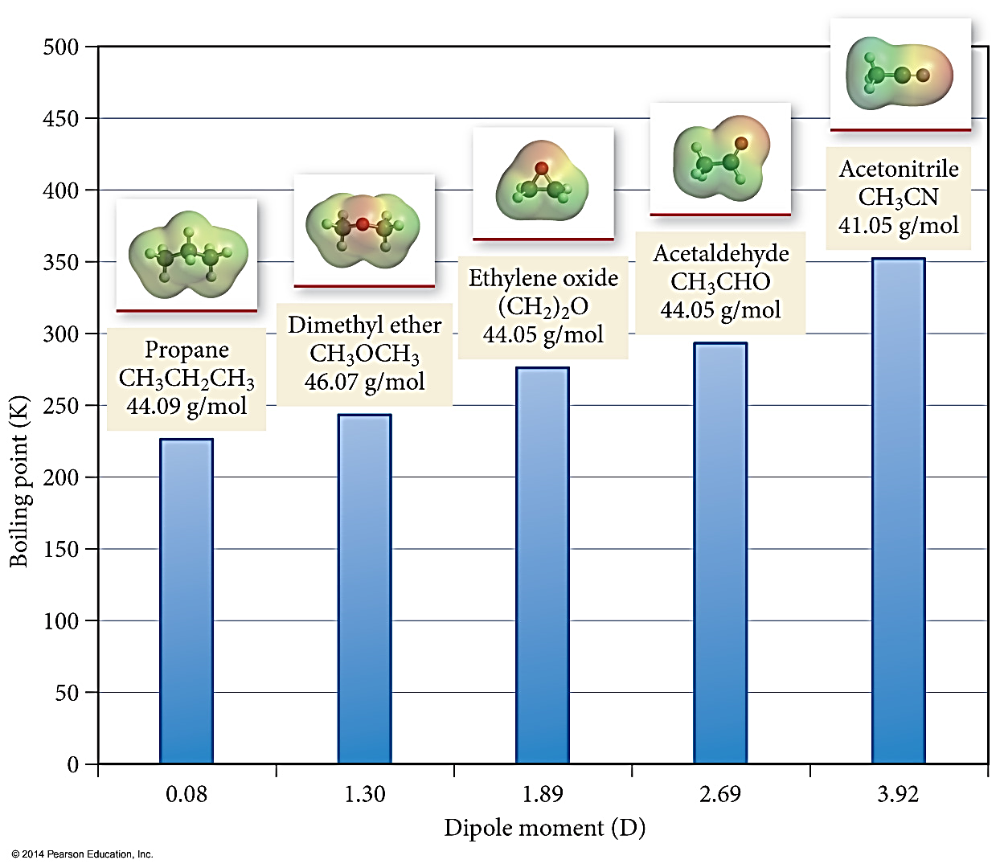 500
450
400
350
300
250
200
150
100
50
0
Boiling point (K)
Propane
CH₃CH₂CH₃
44.09 g/mol
Dimethyl ether
CH₃OCH₃
46.07 g/mol
Ethylene oxide
(CH₂)₂O
44.05 g/mol
Acetaldehyde
CH₃CHO
44.05 g/mol
Acetonitrile
CH₃CN
41.05 g/mol
0.08 1.30 1.89 2.69 3.92
Dipole moment (D)
© 2014 Pearson Education, Inc.